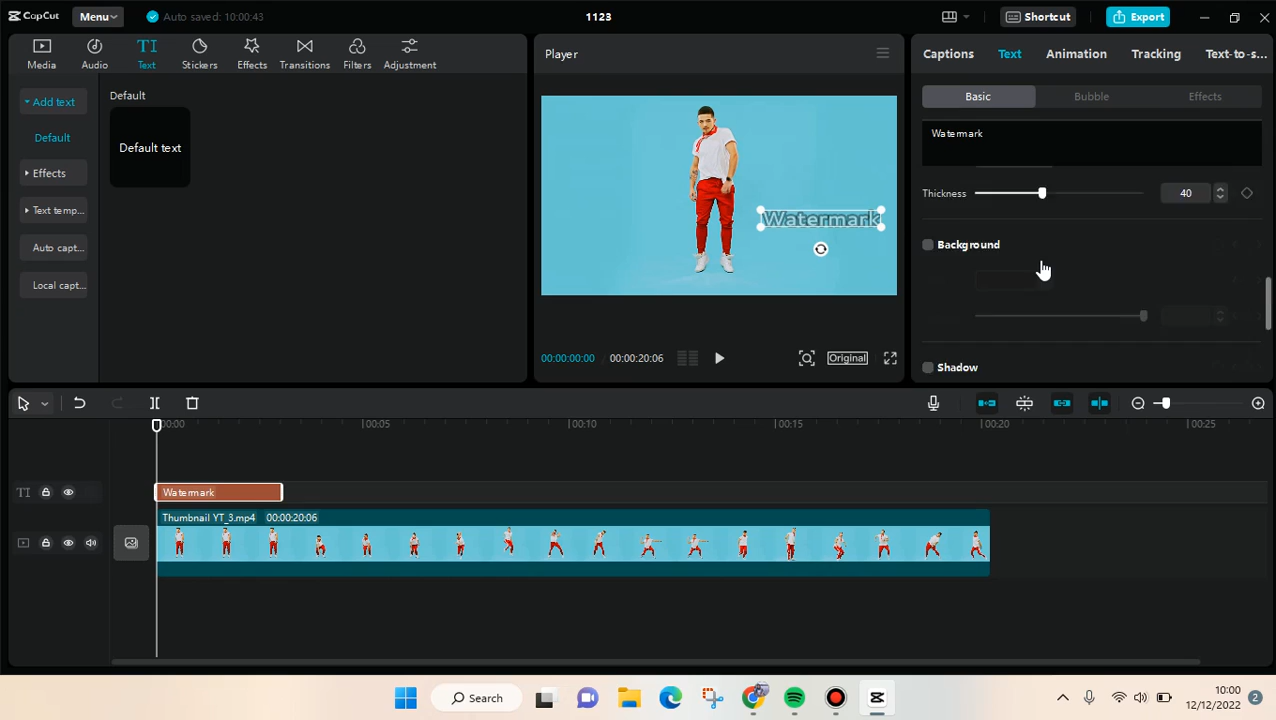 CapCut
Menu
Auto saved: 10:00:43
1123
Shortcut
Export
Media
Audio
TI
Text
Stickers
Effects
Transitions
Filters
Adjustment
Add text
Default
Effects
Text temp...
Auto capt...
Local capt...
Default
Default text
Player
Watermark
00:00:00:00
00:00:20:06
Original
Captions
Text
Animation
Tracking
Text-to-s...
Basic
Bubble
Effects
Watermark
Thickness
40
Background
Shadow
00:00
00:05
00:10
00:15
00:20
00:25
TI
Watermark
Thumbnail YT_3.mp4
00:00:20:06
Search
10:00
12/12/2022
2